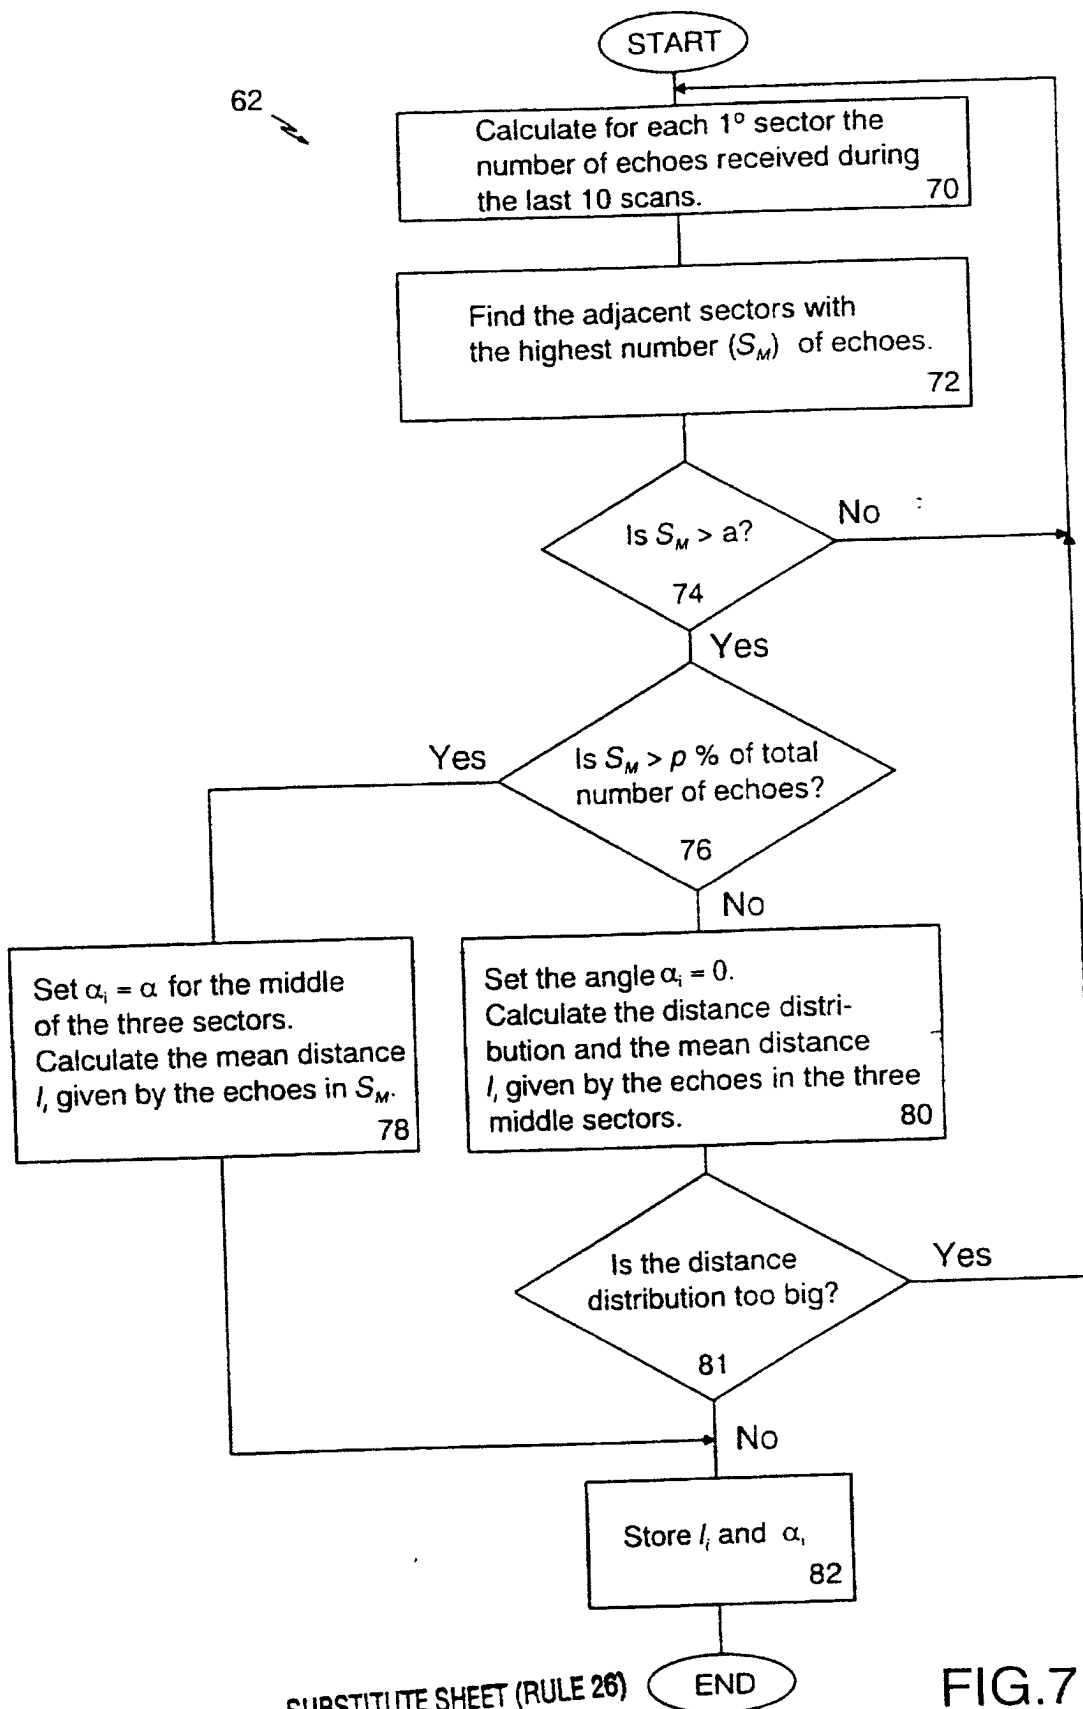 START
62
Calculate for each 1° sector the
number of echoes received during
the last 10 scans.
70
Find the adjacent sectors with
the highest number (S_M) of echoes.
72
Is S_M > a?
74
No
Yes
Is S_M > p % of total
number of echoes?
76
Yes
No
Set α_i = α for the middle
of the three sectors.
Calculate the mean distance
l, given by the echoes in S_M.
78
Set the angle α_i = 0.
Calculate the distance distri-
bution and the mean distance
l, given by the echoes in the three
middle sectors.
80
Is the distance
distribution too big?
81
Yes
No
Store l_i and α_i
82
END
SUBSTITUTE SHEET (RULE 26)
FIG.7